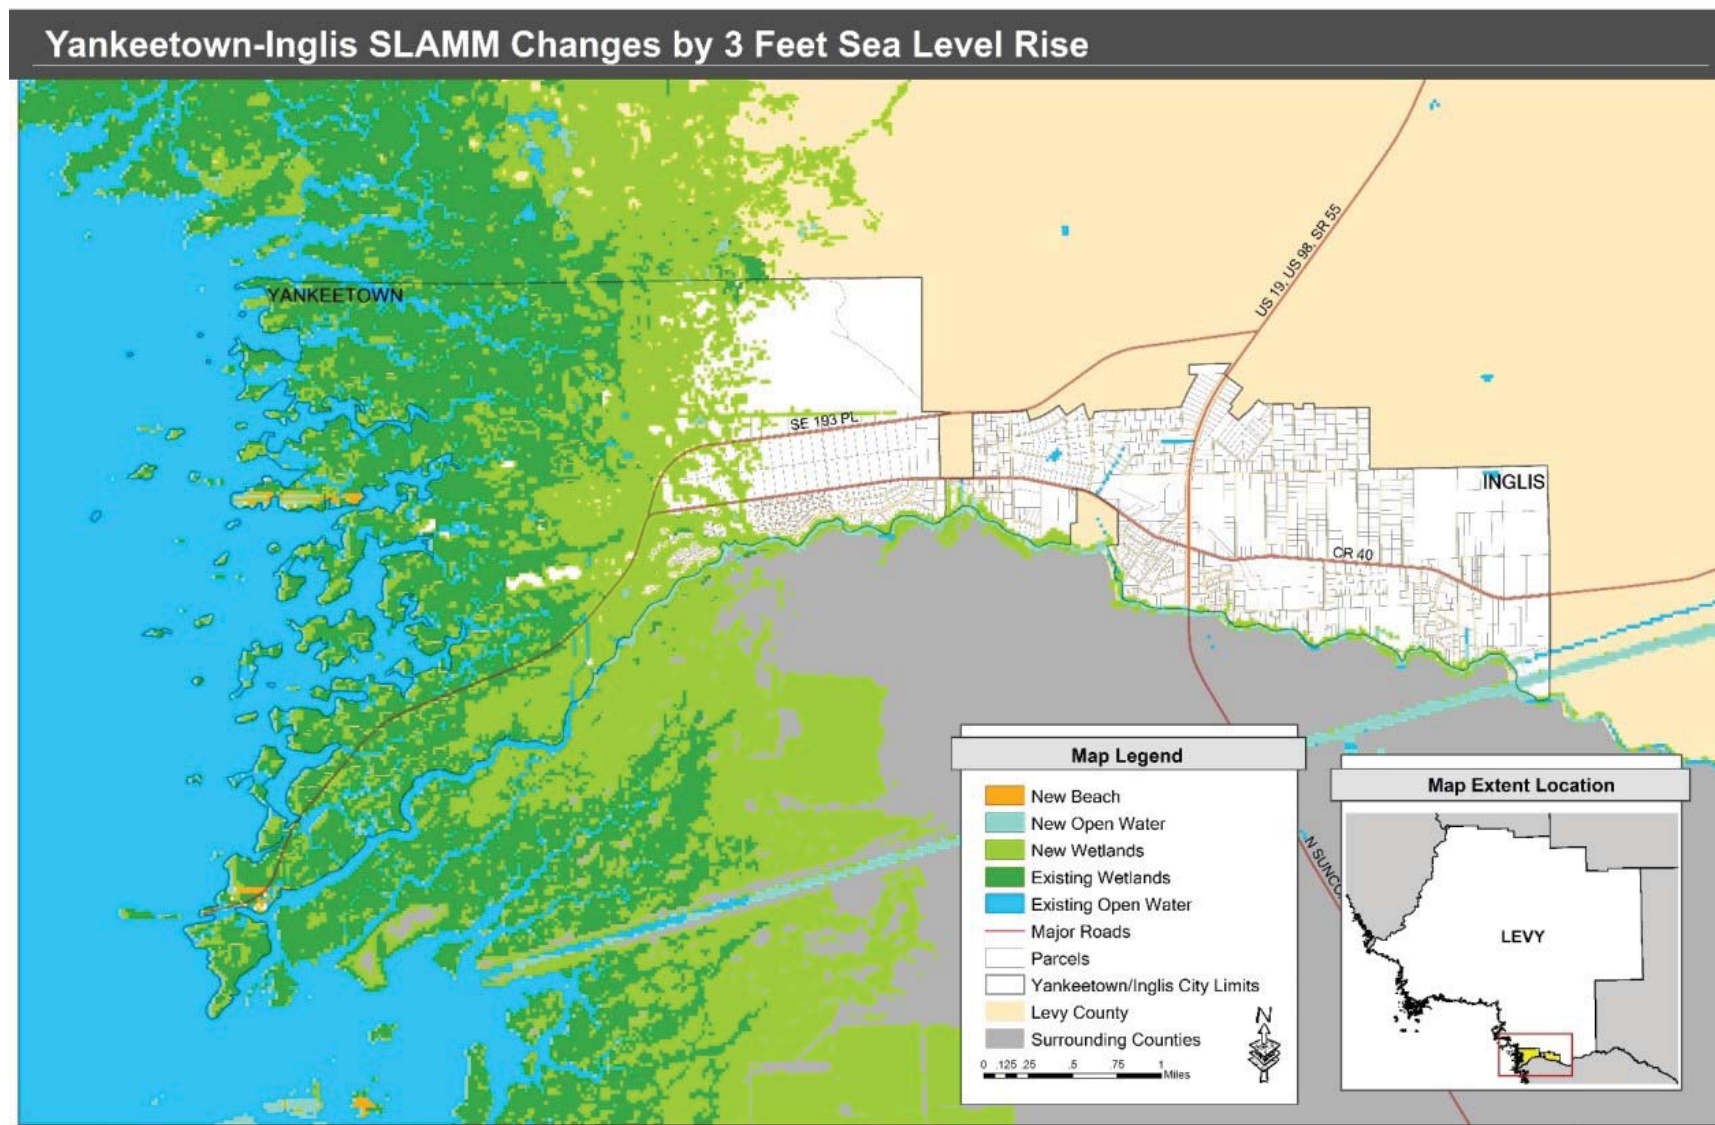 Yankeetown-Inglis SLAMM Changes by 3 Feet Sea Level Rise
US 19, US 98, SR 55
YANKEETOWN
SE 193 PL
INGLIS
CR 40
N SUNCO
Map Legend
New Beach
New Open Water
New Wetlands
Existing Wetlands
Existing Open Water
Major Roads
Parcels
Yankeetown/Inglis City Limits
Levy County
Surrounding Counties
N
0 .125 .25 .5 .75 1
Miles
Map Extent Location
LEVY